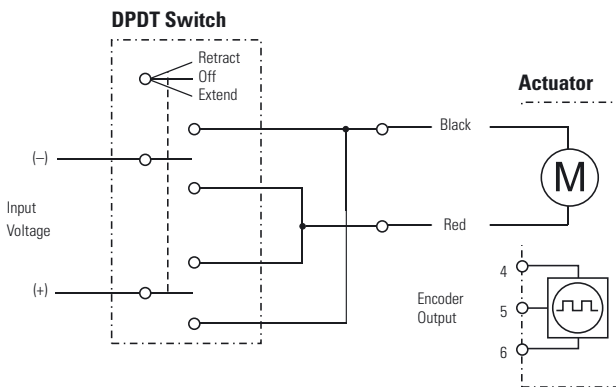 DPDT Switch
Retract
Off
Extend
Actuator
Black
(–)
M
Input
Voltage
Red
(+)
Encoder
Output
4
5
6